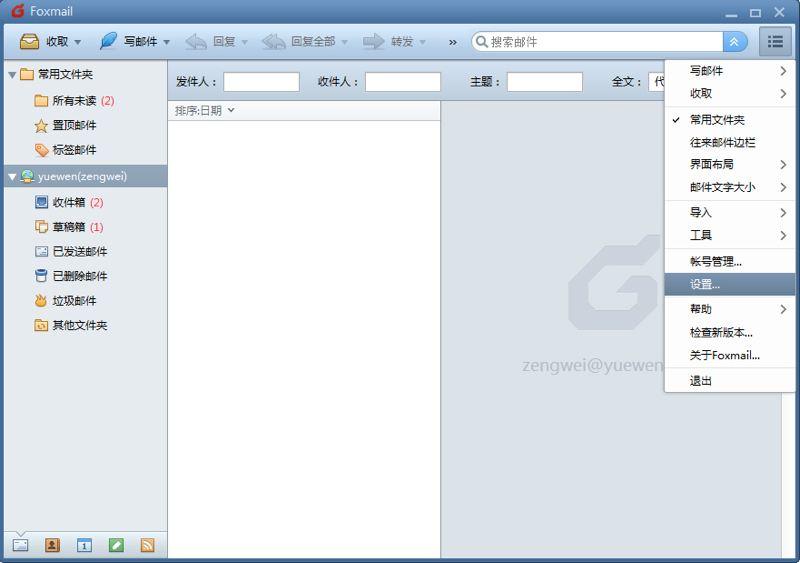 Foxmail
收取 写邮件 回复 回复全部 转发 » 搜索邮件
常用文件夹
所有未读 (2)
置顶邮件
标签邮件
yuewen(zengwei)
收件箱 (2)
草稿箱 (1)
已发送邮件
已删除邮件
垃圾邮件
其他文件夹
发件人： 收件人： 主题： 全文： 代
排序:日期
zengwei@yuewen
写邮件
收取
常用文件夹
往来邮件边栏
界面布局
邮件文字大小
导入
工具
帐号管理...
设置...
帮助
检查新版本...
关于Foxmail...
退出
1